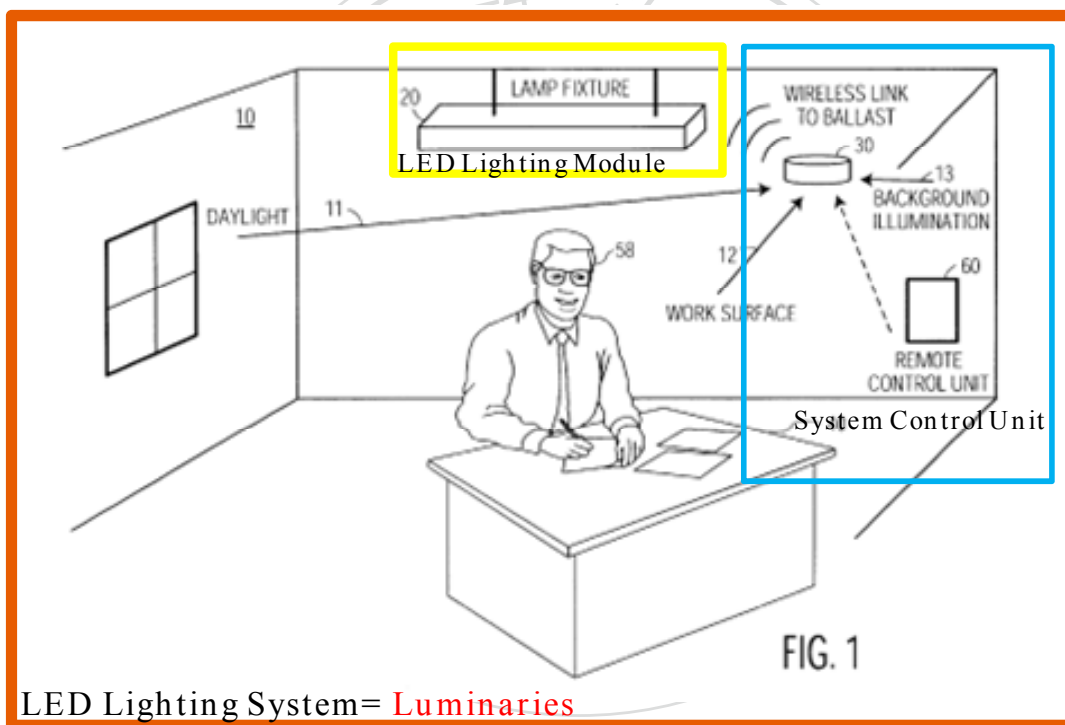 LAMP FIXTURE
20
LED Lighting Module
10
WIRELESS LINK
TO BALLAST
30
13
BACKGROUND
ILLUMINATION
DAYLIGHT
11
58
12
WORK SURFACE
60
REMOTE
CONTROL UNIT
System Control Unit
FIG. 1
LED Lighting System= Luminaries